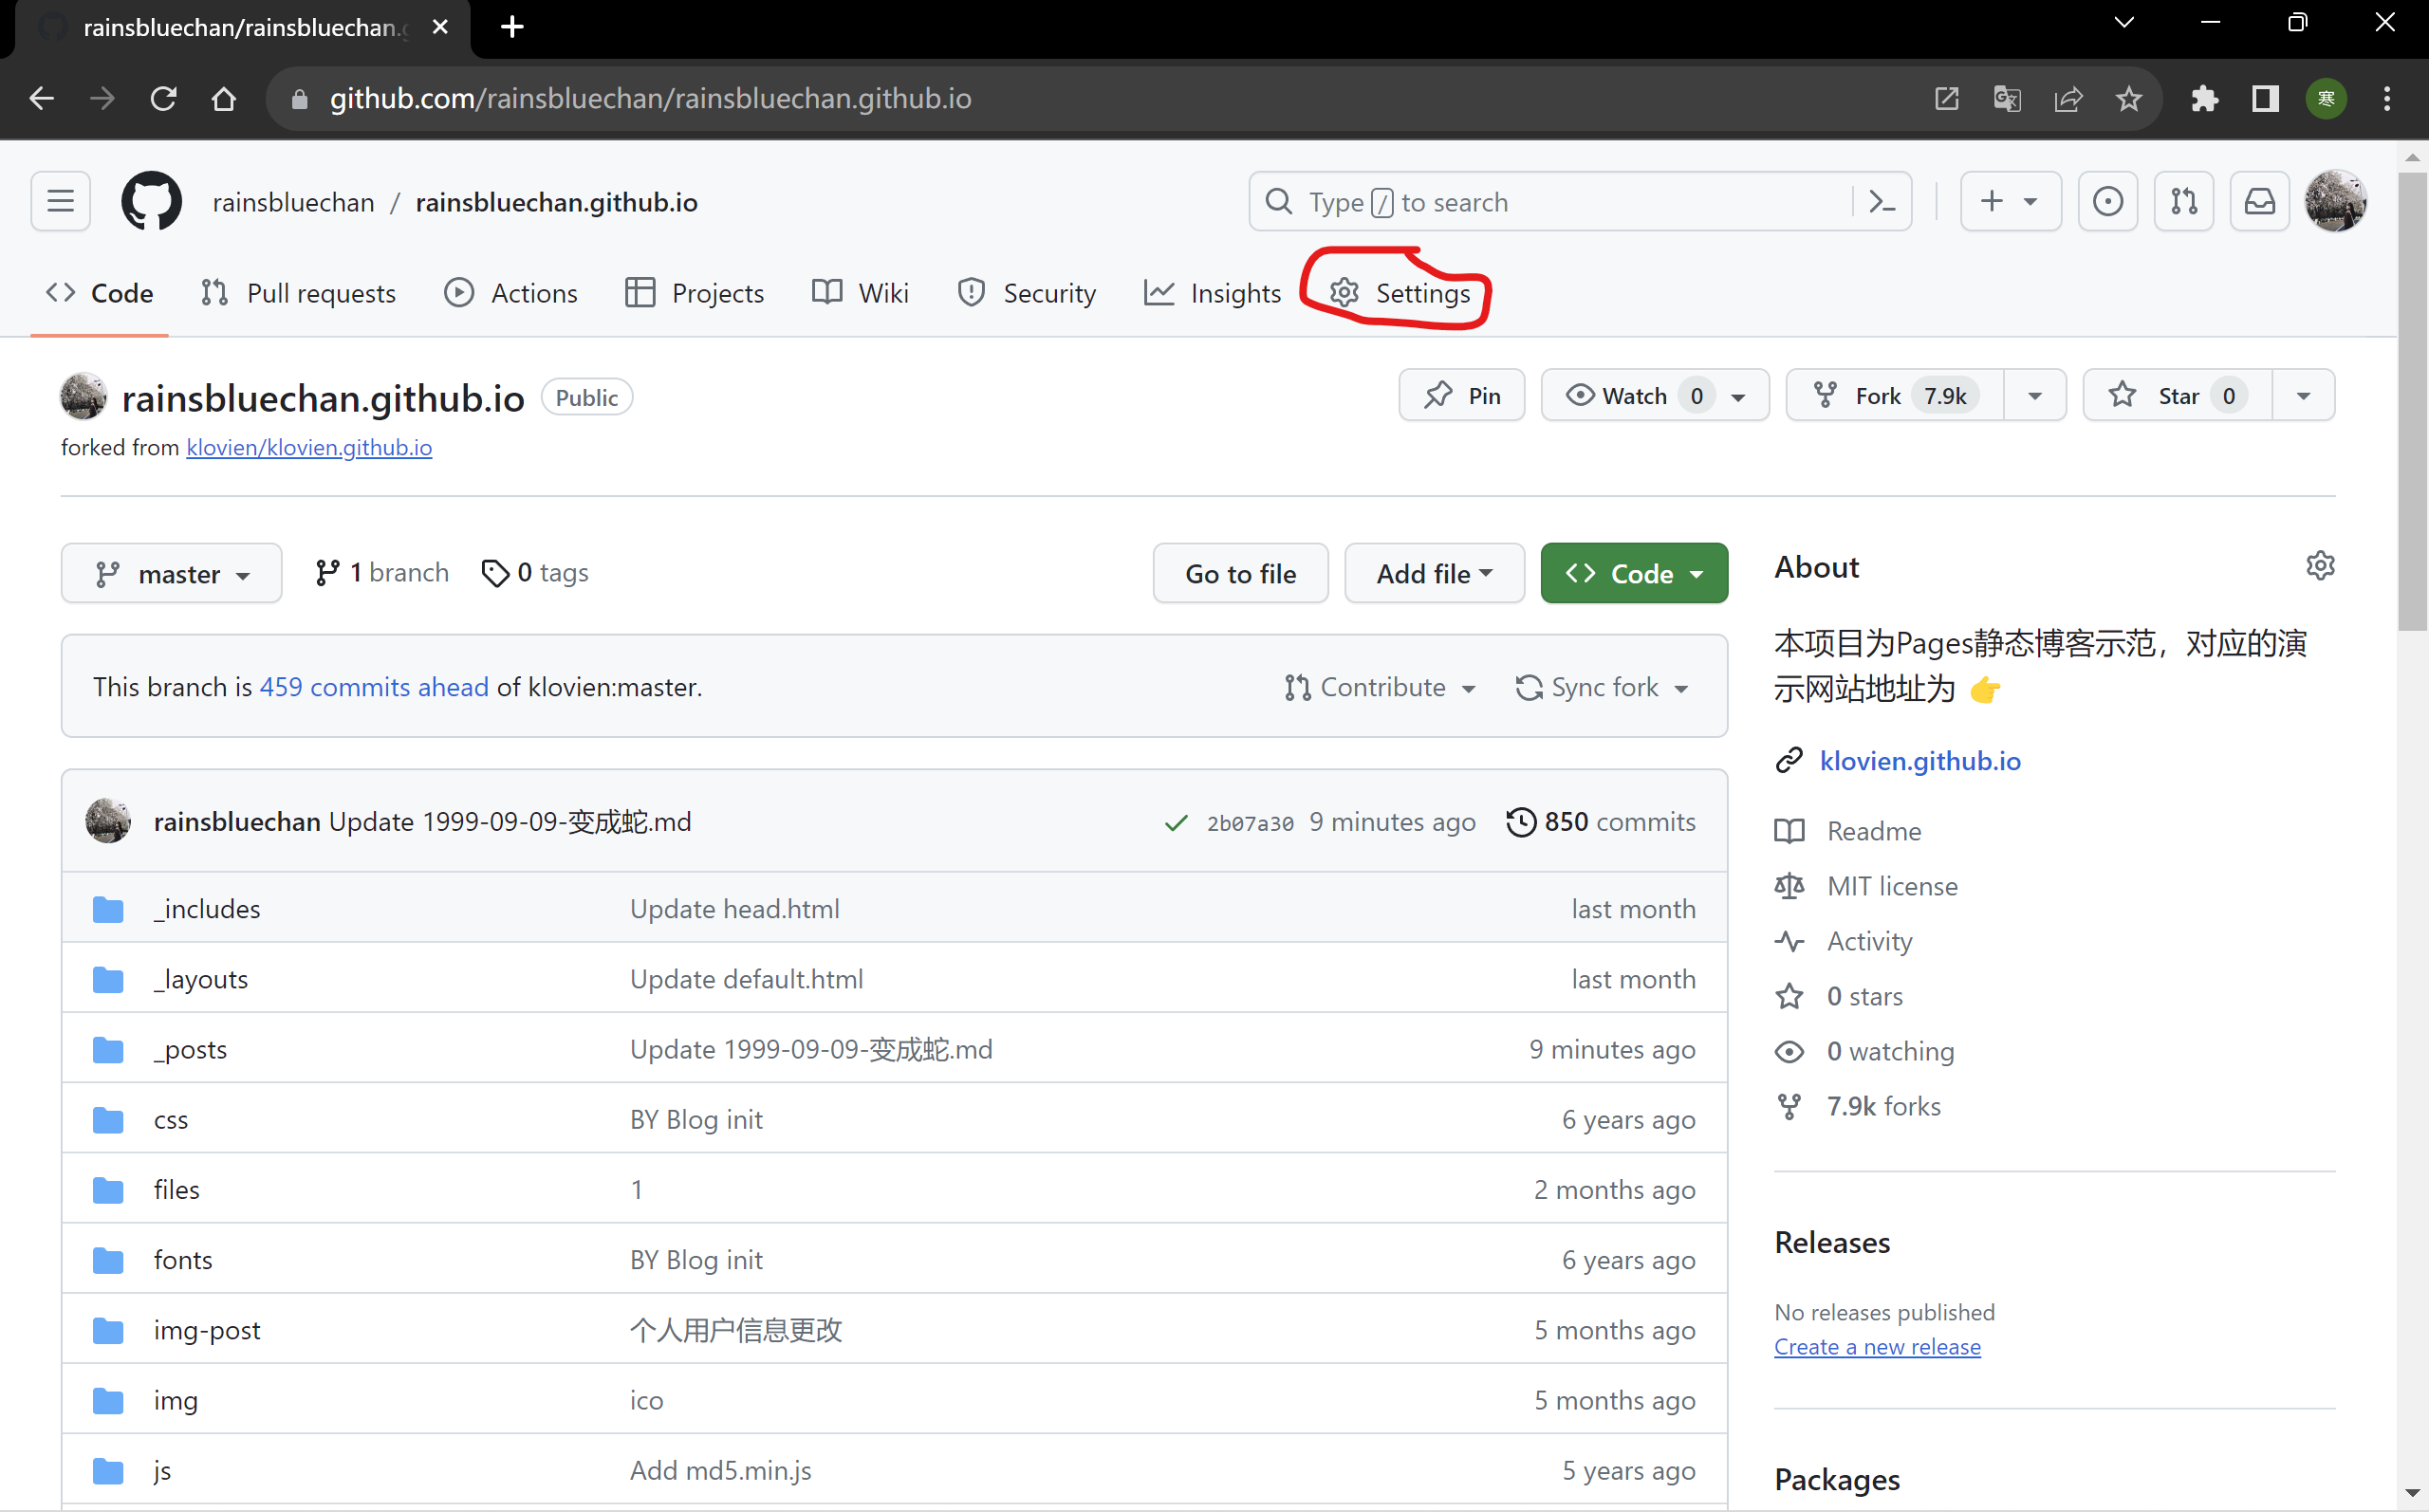 rainsbluechan/rainsbluechan.g
github.com/rainsbluechan/rainsbluechan.github.io
寒
rainsbluechan / rainsbluechan.github.io
Type / to search
Code Pull requests Actions Projects Wiki Security Insights Settings
rainsbluechan.github.io Public
Pin Watch 0 Fork 7.9k Star 0
forked from klovien/klovien.github.io
master 1 branch 0 tags Go to file Add file Code
This branch is 459 commits ahead of klovien:master. Contribute Sync fork
rainsbluechan Update 1999-09-09-变成蛇.md 2b07a30 9 minutes ago 850 commits
_includes Update head.html last month
_layouts Update default.html last month
_posts Update 1999-09-09-变成蛇.md 9 minutes ago
css BY Blog init 6 years ago
files 1 2 months ago
fonts BY Blog init 6 years ago
img-post 个人用户信息更改 5 months ago
img ico 5 months ago
js Add md5.min.js 5 years ago
About
本项目为Pages静态博客示范，对应的演
示网站地址为 👉
klovien.github.io
Readme
MIT license
Activity
0 stars
0 watching
7.9k forks
Releases
No releases published
Create a new release
Packages